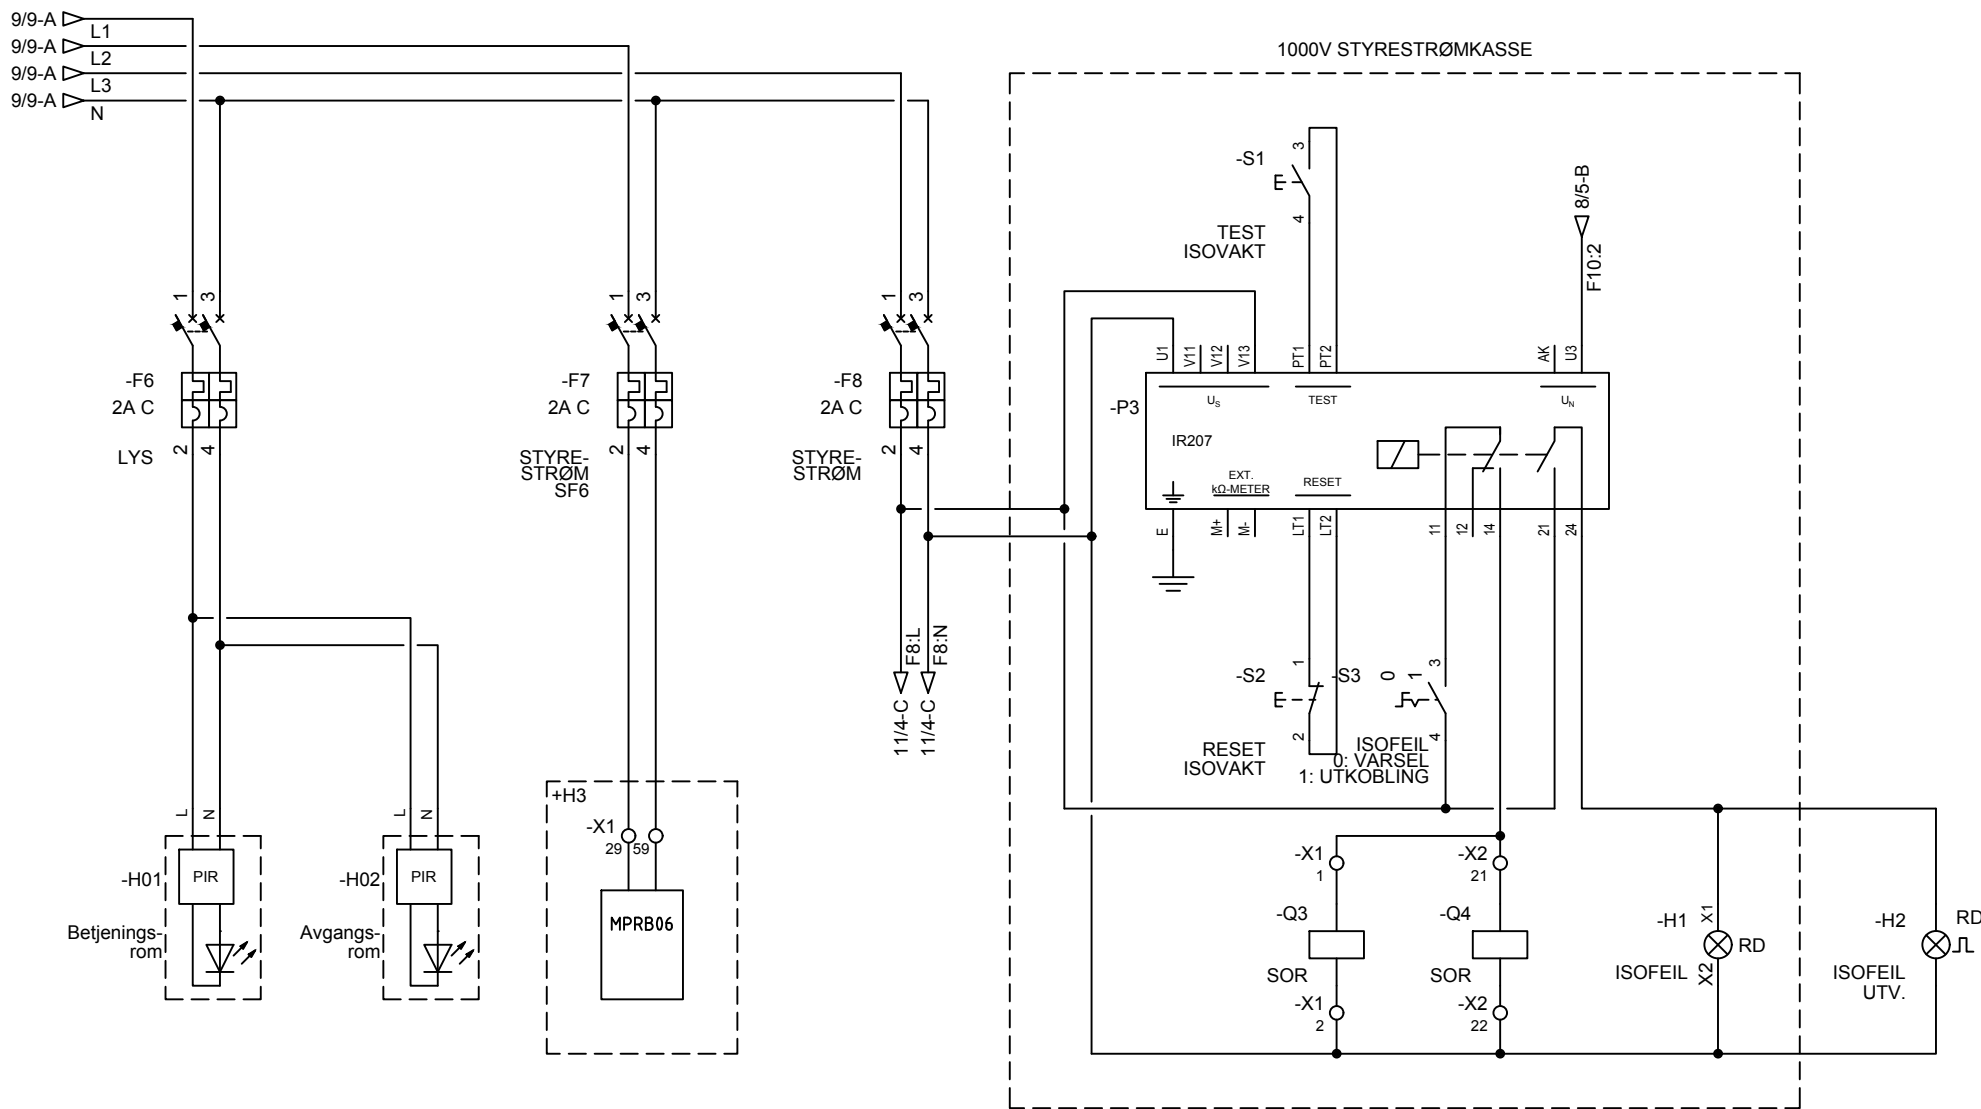 9/9-A L1
9/9-A L2
9/9-A L3
9/9-A N
1000V STYRESTRØMKASSE
1 3
-F6
2A C
2 4
LYS
1 3
-F7
2A C
2 4
STYRE-
STRØM
SF6
1 3
-F8
2A C
2 4
STYRE-
STRØM
F8:L
F8:N
11/4-C
11/4-C
L N
-H01
PIR
Betjenings-
rom
L N
-H02
PIR
Avgangs-
rom
+H3
-X1
29 59
MPRB06
3
-S1
4
TEST
ISOVAKT
8/5-B
F10:2
U1 V11 V12 V13 PT1 PT2 AK U3
-P3
US TEST UN
IR207
EXT.
kΩ-METER
RESET
E M+ M- LT1 LT2 11 12 14 21 24
1
-S2
2
RESET
ISOVAKT
-S3
0 1
3
4
ISOFEIL
0: VARSEL
1: UTKOBLING
-X1
1
-Q3
SOR
-X1
2
-X2
21
-Q4
SOR
-X2
22
-H1
X1
RD
X2
ISOFEIL
-H2
RD
ISOFEIL
UTV.